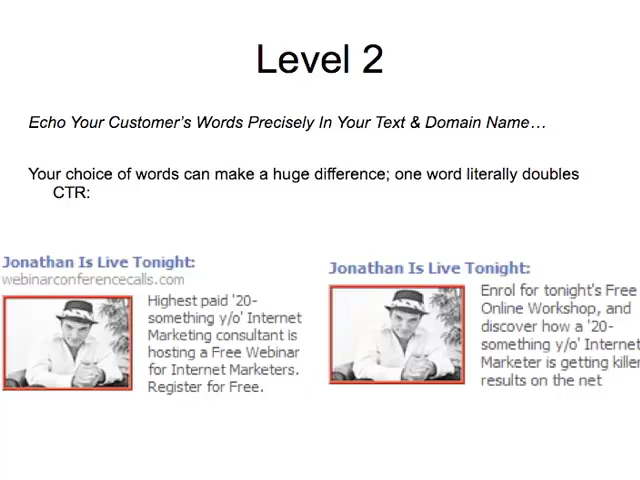 Level 2
Echo Your Customer's Words Precisely In Your Text & Domain Name…
Your choice of words can make a huge difference; one word literally doubles
CTR:
Jonathan Is Live Tonight:
webinarconferencecalls.com
Highest paid '20-
something y/o' Internet
Marketing consultant is
hosting a Free Webinar
for Internet Marketers.
Register for Free.
Jonathan Is Live Tonight:
Enrol for tonight's Free
Online Workshop, and
discover how a '20-
something y/o' Internet
Marketer is getting killer
results on the net